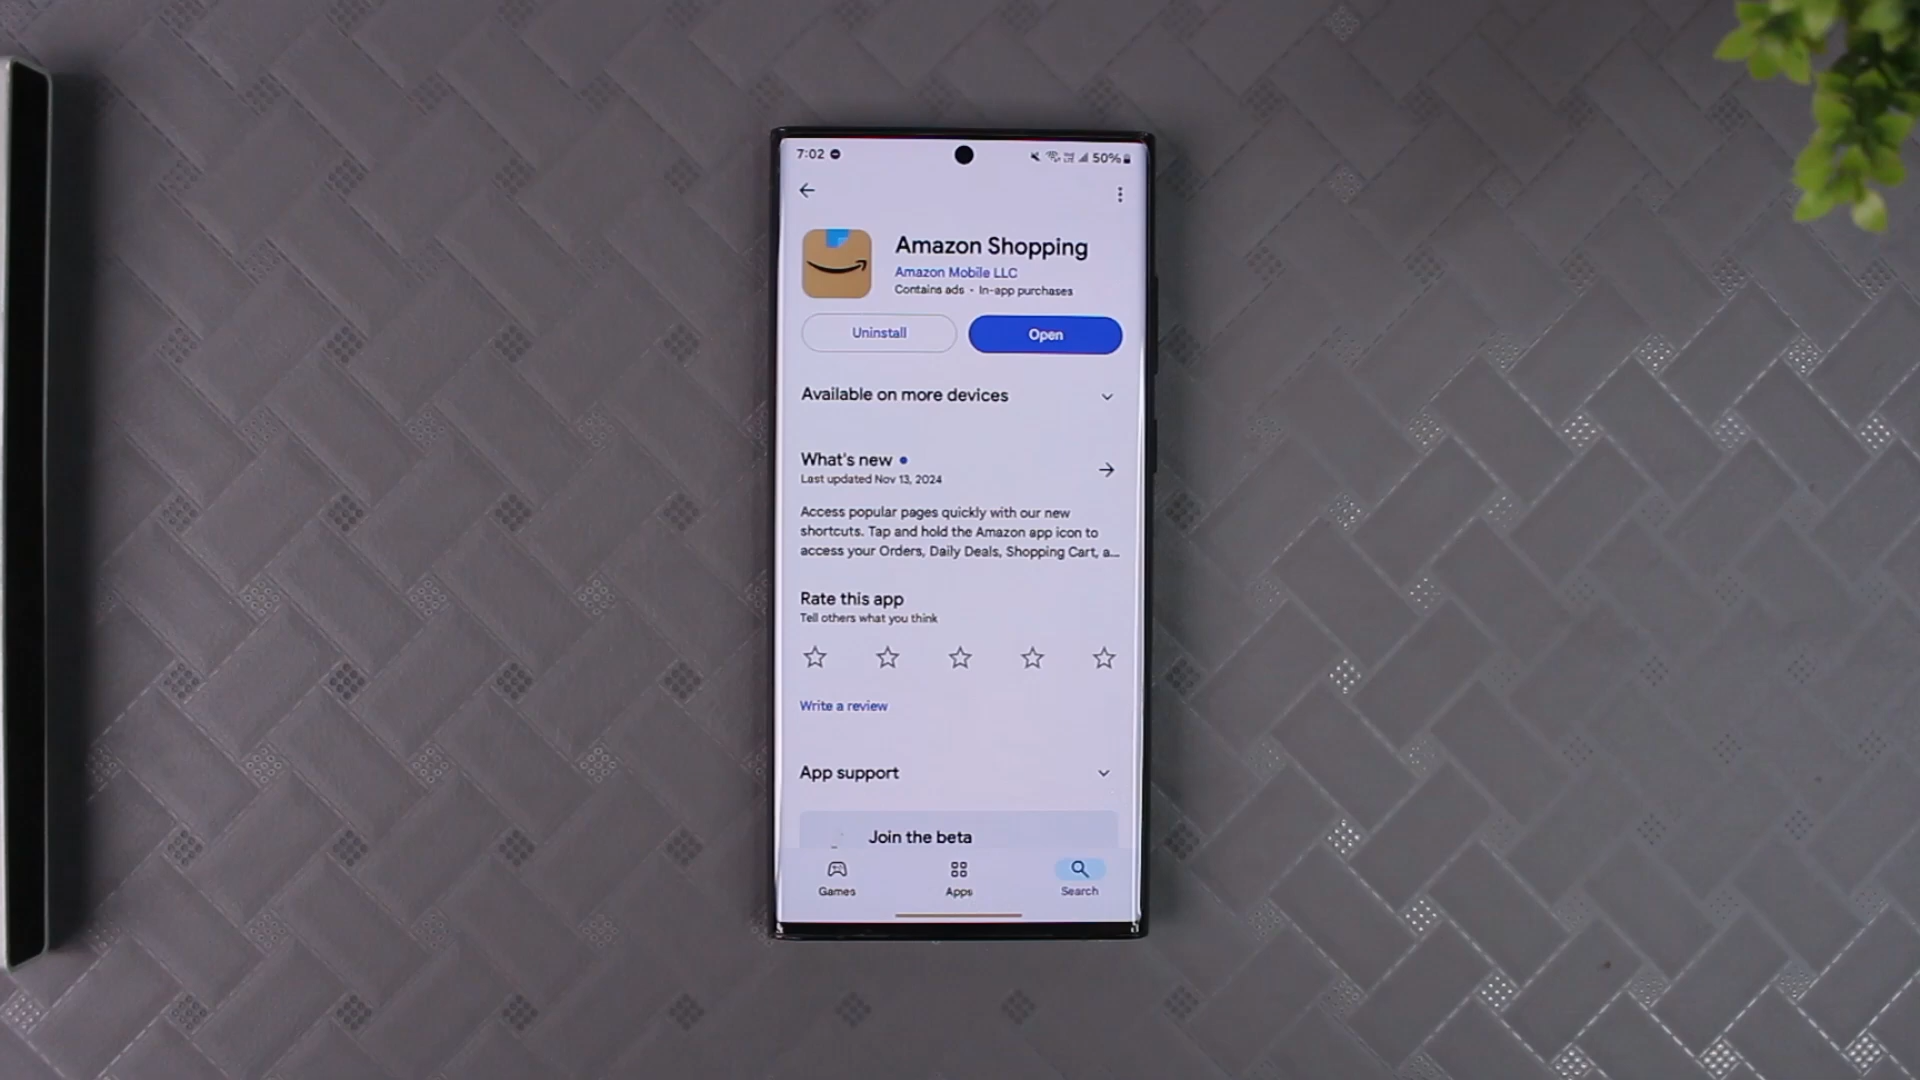 7:02
50%
Amazon Shopping
Amazon Mobile LLC
Contains ads • In-app purchases
Uninstall
Open
Available on more devices
What's new •
Last updated Nov 13, 2024
Access popular pages quickly with our new
shortcuts. Tap and hold the Amazon app icon to
access your Orders, Daily Deals, Shopping Cart, a...
Rate this app
Tell others what you think
Write a review
App support
Join the beta
Games
Apps
Search